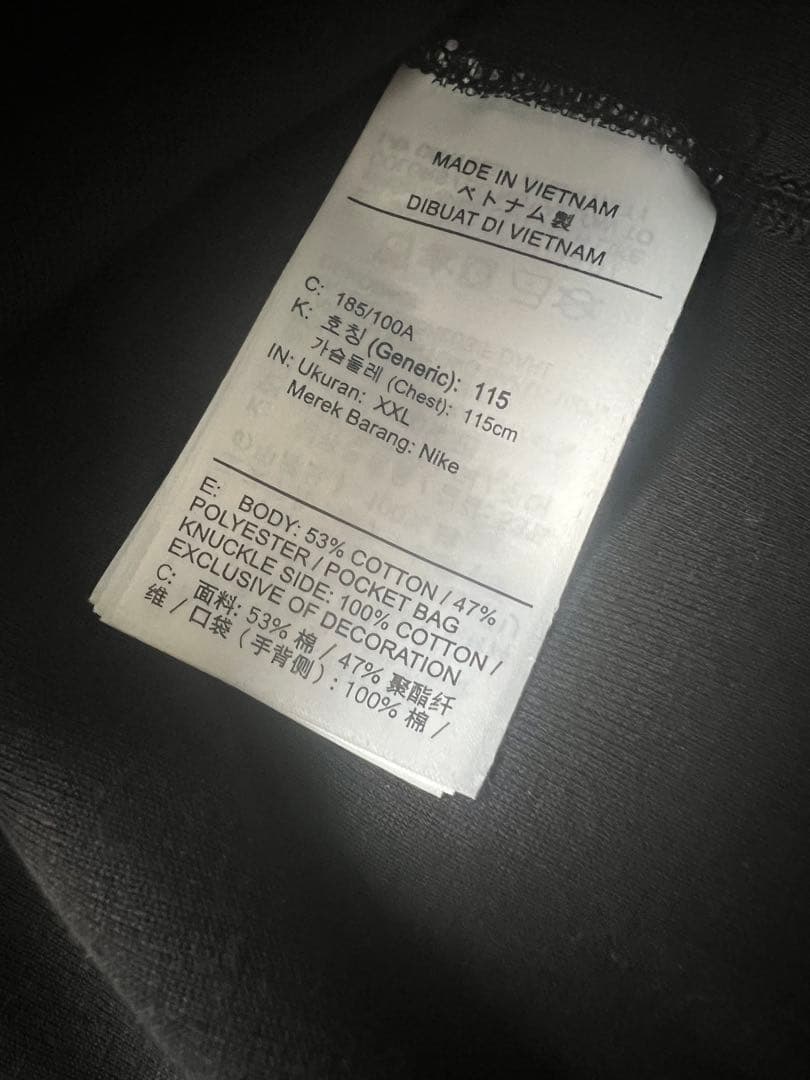 MADE IN VIETNAM
ベトナム製
DIBUAT DI VIETNAM
C: 185/100A
K: 호칭 (Generic): 115
가슴둘레 (Chest): 115cm
IN: Ukuran: XXL
Merek Barang: Nike
E: BODY: 53% COTTON / 47%
POLYESTER / POCKET BAG
KNUCKLE SIDE: 100% COTTON /
EXCLUSIVE OF DECORATION
C: 面料: 53% 棉 / 47% 聚酯纤
维 / 口袋 (手背侧) : 100% 棉 /